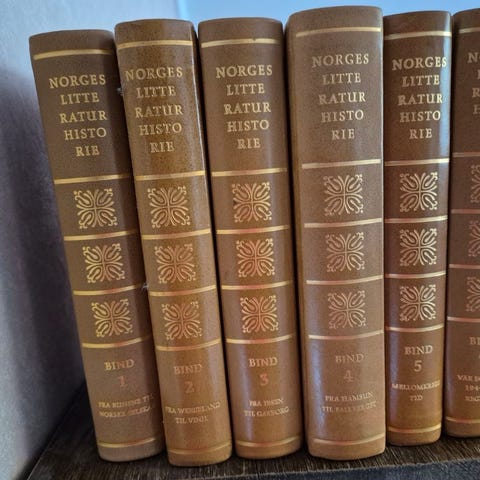 NORGES
LITTE
RATUR
HISTO
RIE
BIND
1
FRA RUNENE TIL
NORSKE SELSKAB
NORGES
LITTE
RATUR
HISTO
RIE
BIND
2
FRA WERGELAND
TIL VINJE
NORGES
LITTE
RATUR
HISTO
RIE
BIND
3
FRA IBSEN
TIL GARBORG
NORGES
LITTE
RATUR
HISTO
RIE
BIND
4
FRA HAMSUN
TIL FALKBERGET
NORGES
LITTE
RATUR
HISTO
RIE
BIND
5
MELLOMKRIGS
TID